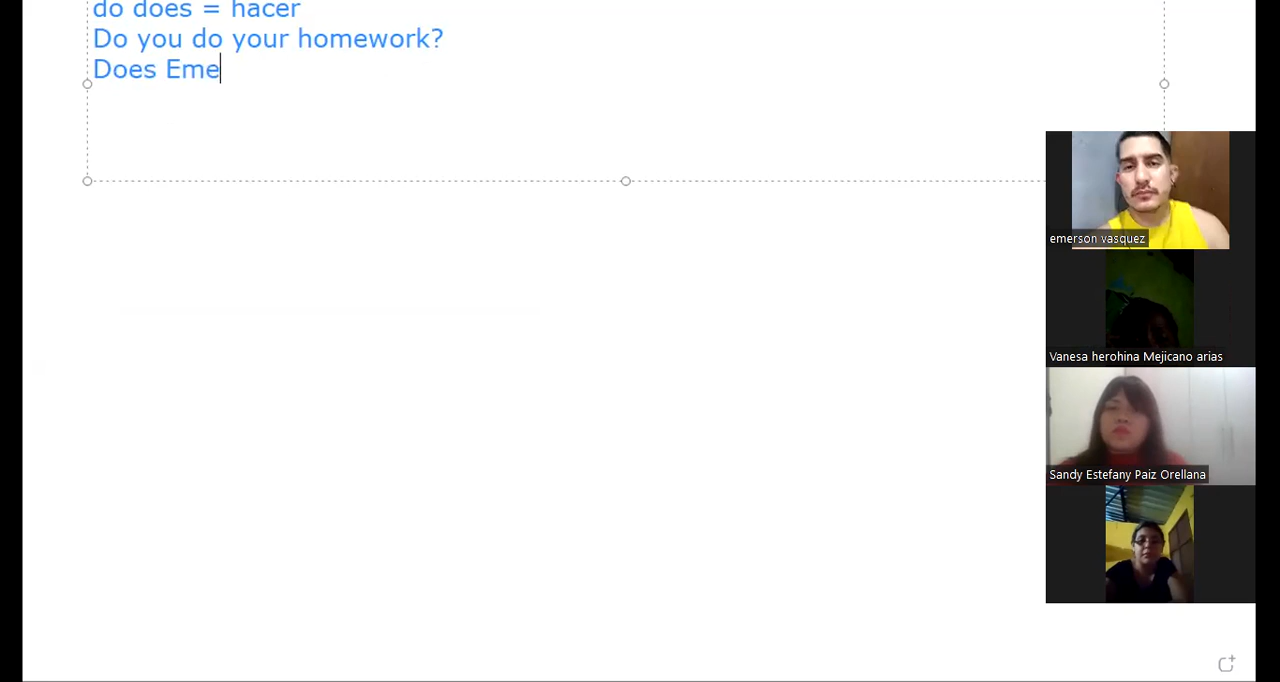 do does = hacer
Do you do your homework?
Does Eme
emerson vasquez
Vanesa herohina Mejicano arias
Sandy Estefany Paiz Orellana